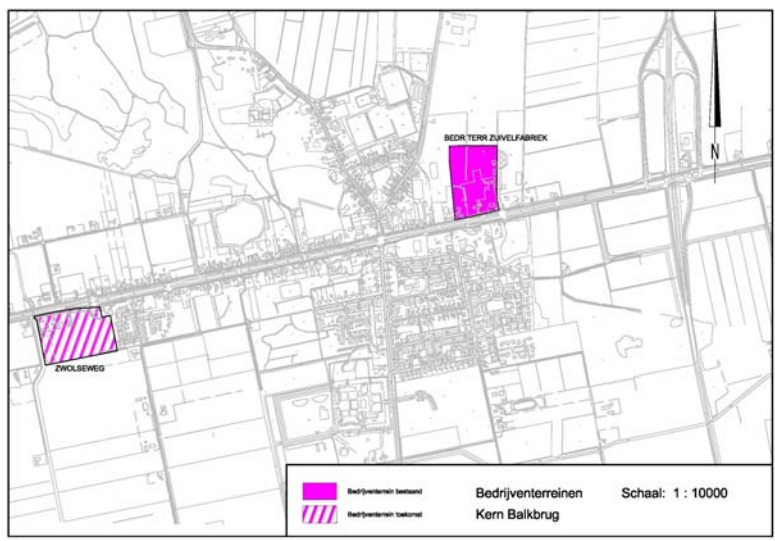 BEDR TERR ZUIVELFABRIEK
N
ZWOLSEWEG
Bedrijventerrein bestaand
Bedrijventerreinen
Schaal: 1 : 10000
Bedrijventerrein toekomst
Kern Balkbrug